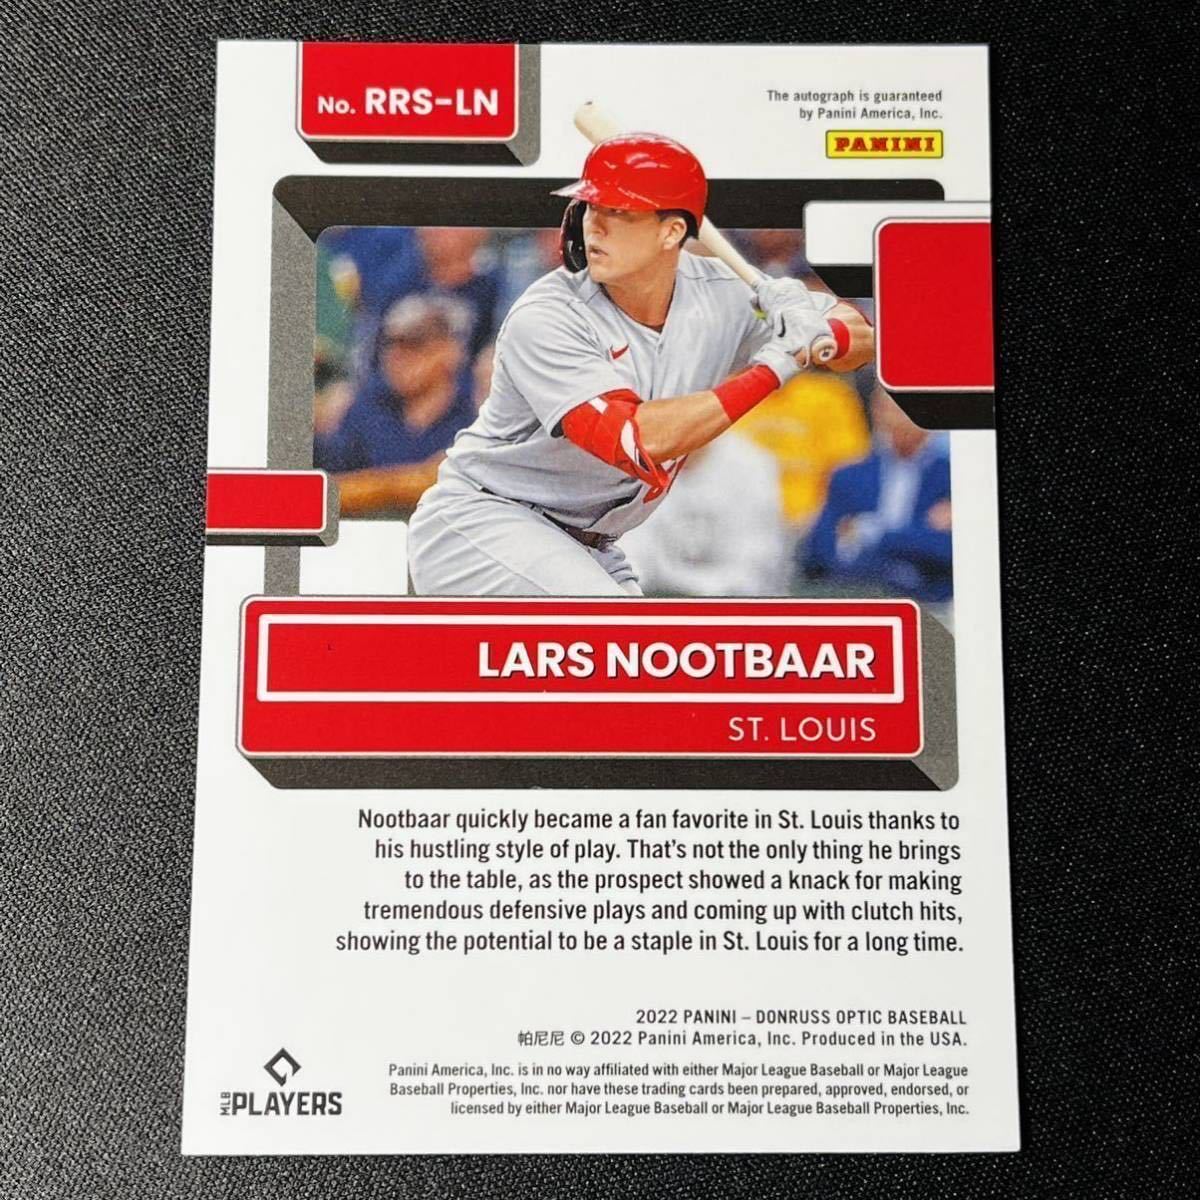 No. RRS-LN
The autograph is guaranteed
by Panini America, Inc.
PANINI
LARS NOOTBAAR
ST. LOUIS
Nootbaar quickly became a fan favorite in St. Louis thanks to
his hustling style of play. That's not the only thing he brings
to the table, as the prospect showed a knack for making
tremendous defensive plays and coming up with clutch hits,
showing the potential to be a staple in St. Louis for a long time.
2022 PANINI – DONRUSS OPTIC BASEBALL
帕尼尼 © 2022 Panini America, Inc. Produced in the USA.
Panini America, Inc. is in no way affiliated with either Major League Baseball or Major League
Baseball Properties, Inc. nor have these trading cards been prepared, approved, endorsed, or
licensed by either Major League Baseball or Major League Baseball Properties, Inc.
MLB PLAYERS